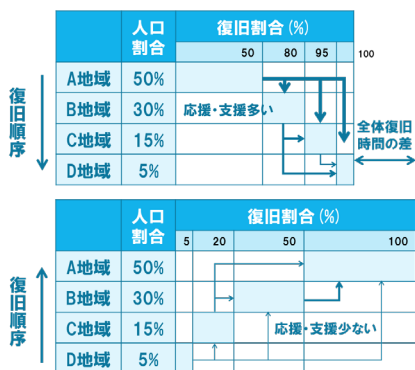 人口
割合
復旧割合(%)
50 80 95 100
A地域 50%
B地域 30% 応援・支援多い
C地域 15%
D地域 5%
復旧順序
全体復旧
時間の差
人口
割合
復旧割合(%)
5 20 50 100
A地域 50%
B地域 30%
C地域 15% 応援・支援少ない
D地域 5%
復旧順序